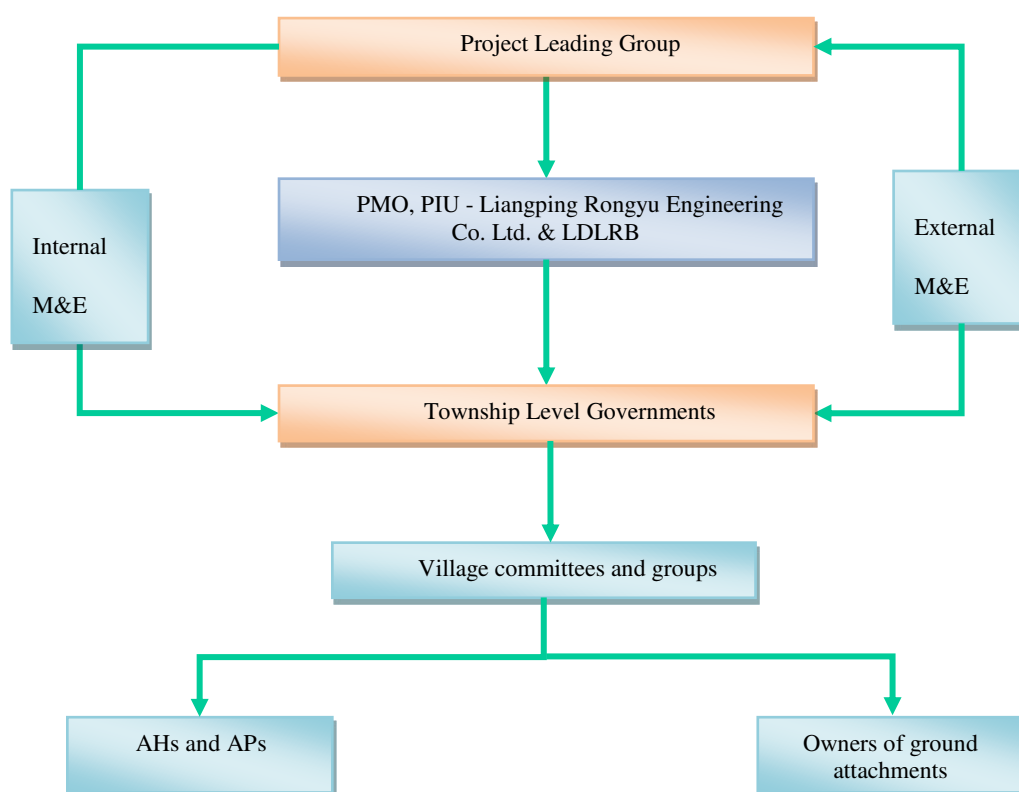 Project Leading Group
PMO, PIU - Liangping Rongyu Engineering
Co. Ltd. & LDLRB
Internal
M&E
External
M&E
Township Level Governments
Village committees and groups
AHs and APs
Owners of ground
attachments